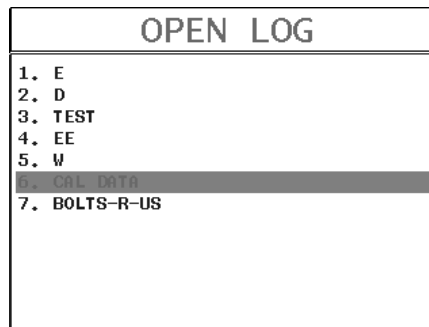 OPEN LOG
1. E
2. D
3. TEST
4. EE
5. W
6. CAL DATA
7. BOLTS-R-US